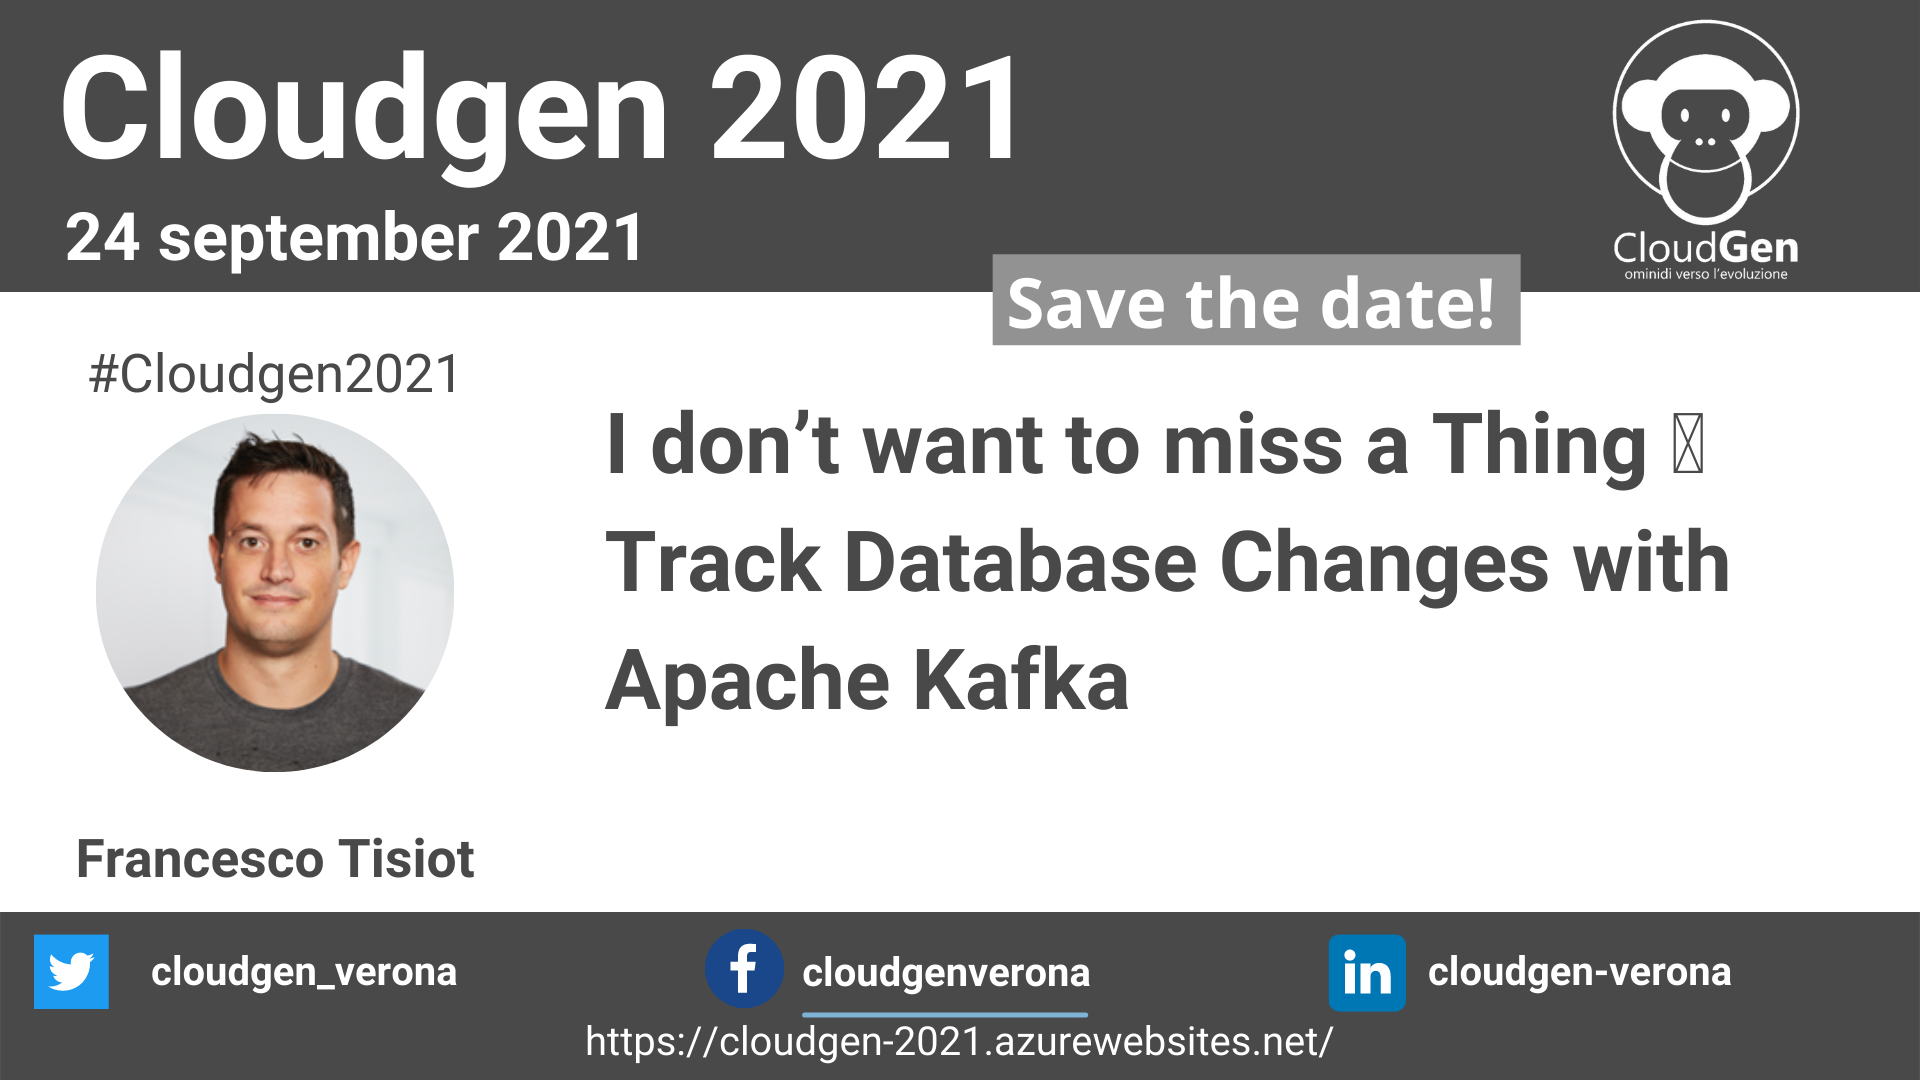 Cloudgen 2021
24 september 2021
CloudGen
ominidi verso l'evoluzione
Save the date!
#Cloudgen2021
I don’t want to miss a Thing
Track Database Changes with
Apache Kafka
Francesco Tisiot
cloudgen_verona
cloudgenverona
cloudgen-verona
https://cloudgen-2021.azurewebsites.net/